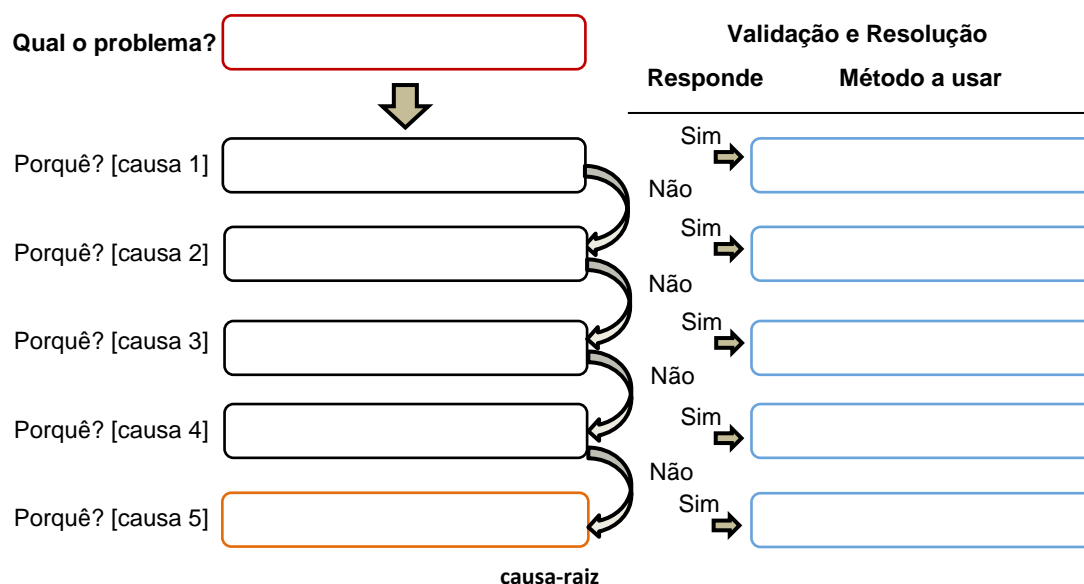 Qual o problema?
Validação e Resolução
Responde Método a usar
Sim
Porquê? [causa 1]
Não
Sim
Porquê? [causa 2]
Não
Sim
Porquê? [causa 3]
Não
Sim
Porquê? [causa 4]
Não
Sim
Porquê? [causa 5]
causa-raiz